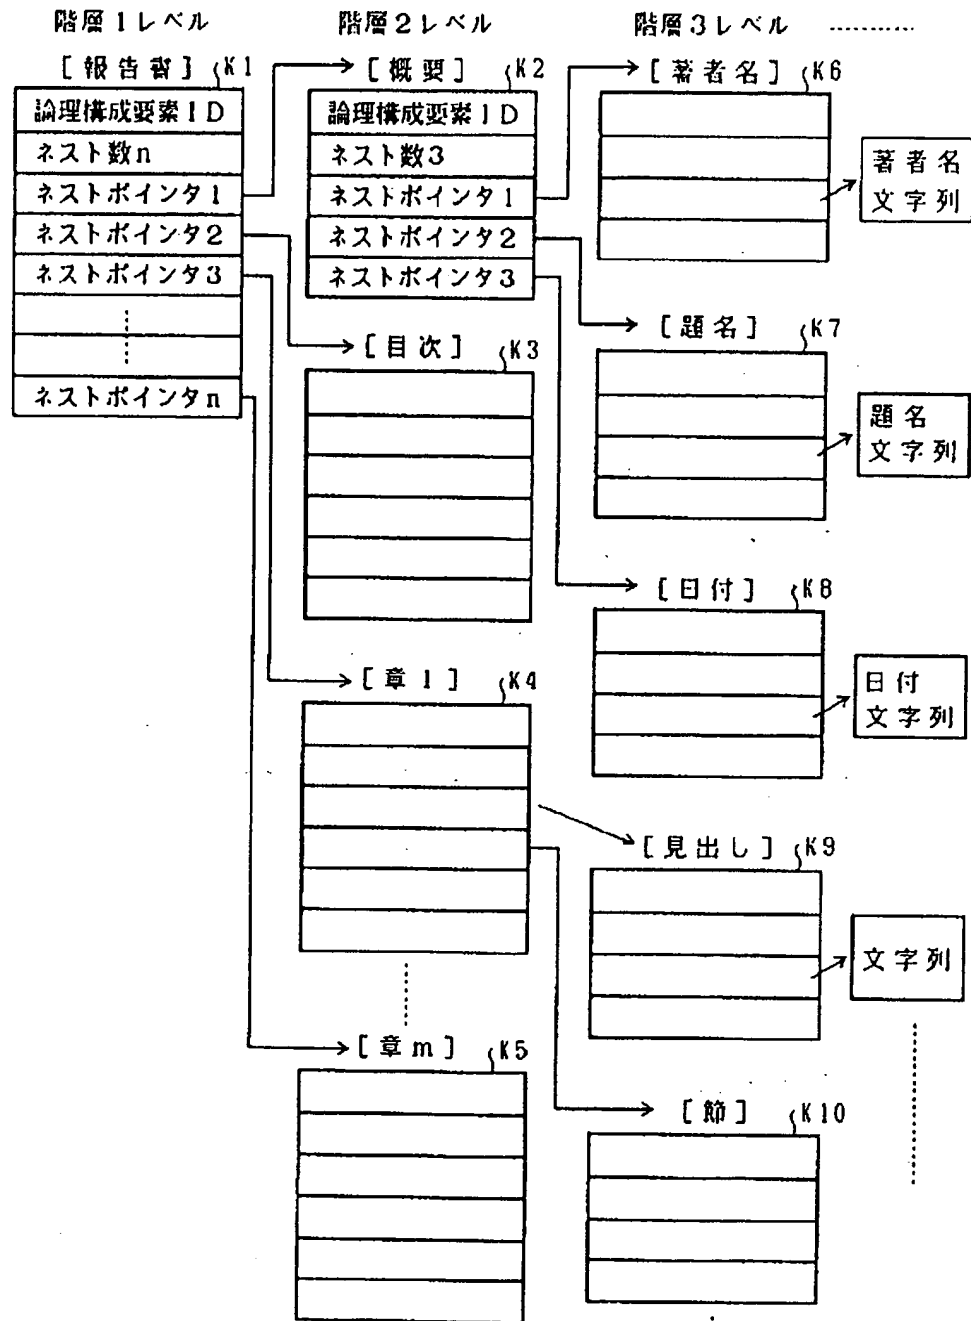 階層1レベル
階層2レベル
階層3レベル …………
[報告書] K1
論理構成要素ID
ネスト数n
ネストポインタ1
ネストポインタ2
ネストポインタ3
ネストポインタn
[概要] K2
論理構成要素ID
ネスト数3
ネストポインタ1
ネストポインタ2
ネストポインタ3
[目次] K3
[章1] K4
[章m] K5
[著者名] K6
著者名
文字列
[題名] K7
題名
文字列
[日付] K8
日付
文字列
[見出し] K9
文字列
[節] K10